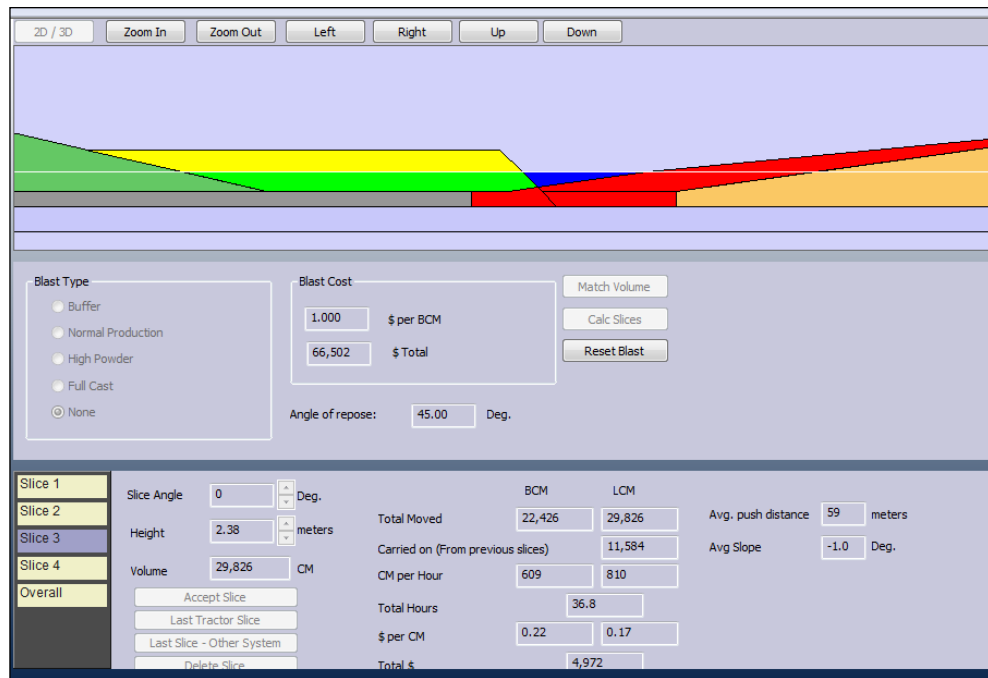 2D / 3D Zoom In Zoom Out Left Right Up Down
Blast Type
Buffer
Normal Production
High Powder
Full Cast
None
Blast Cost
1.000 $ per BCM
66,502 $ Total
Match Volume
Calc Slices
Reset Blast
Angle of repose: 45.00 Deg.
Slice 1
Slice 2
Slice 3
Slice 4
Overall
Slice Angle 0 Deg.
Height 2.38 meters
Volume 29,826 CM
Accept Slice
Last Tractor Slice
Last Slice - Other System
Delete Slice
BCM LCM
Total Moved 22,426 29,826
Carried on (From previous slices) 11,584
CM per Hour 609 810
Total Hours 36.8
$ per CM 0.22 0.17
Total $ 4,972
Avg. push distance 59 meters
Avg Slope -1.0 Deg.